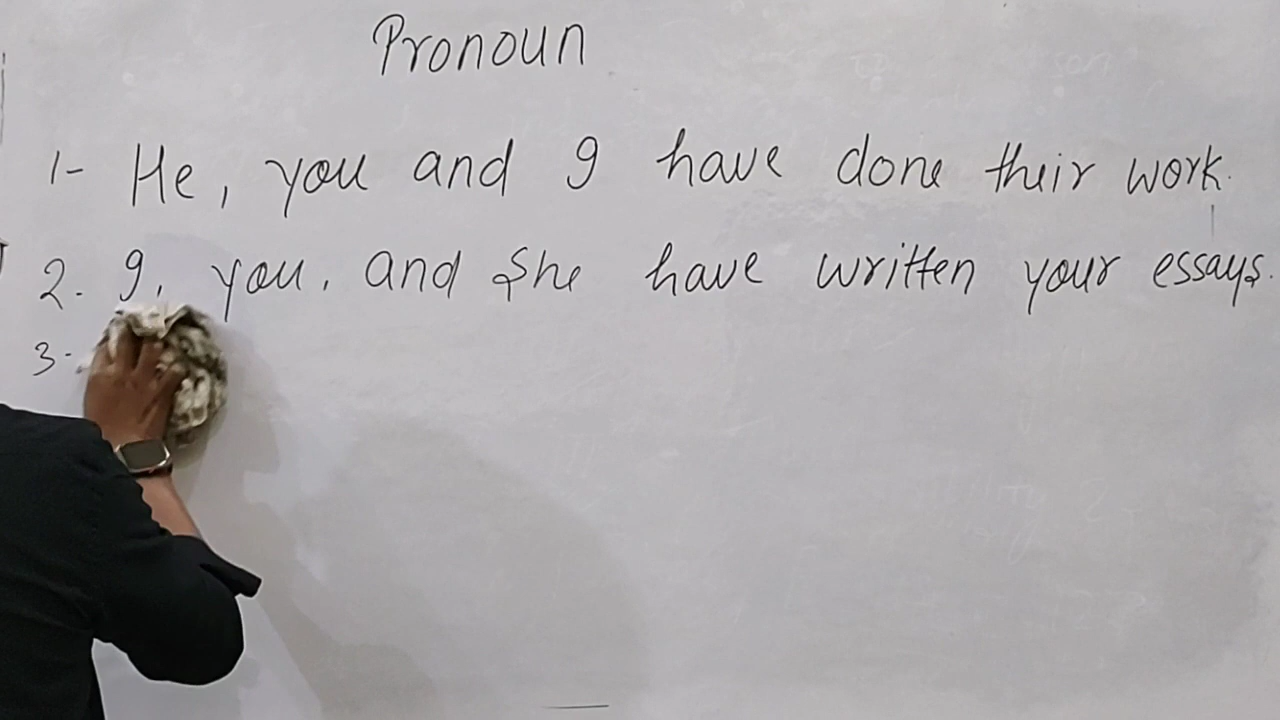 Pronoun
1- He, you and I have done their work.
2. I, you, and She have written your essays.
3-